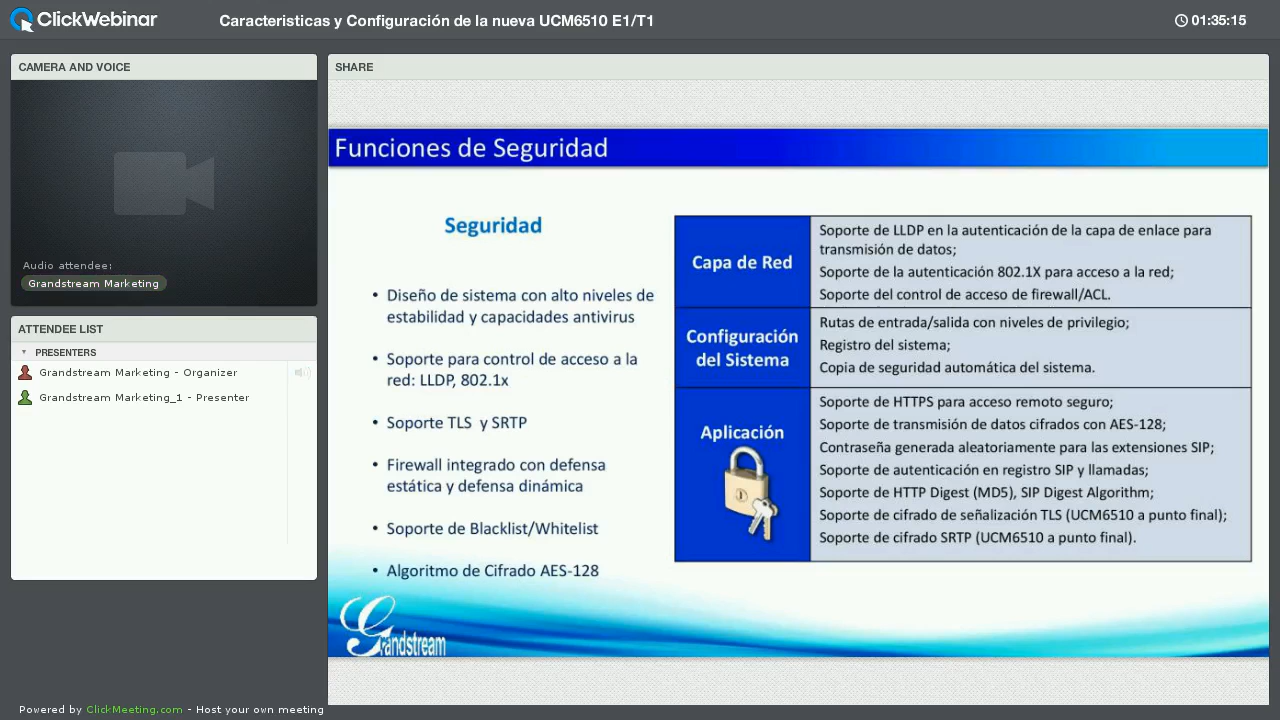 ClickWebinar
Caracteristicas y Configuración de la nueva UCM6510 E1/T1
01:35:15
CAMERA AND VOICE
Audio attendee:
Grandstream Marketing
ATTENDEE LIST
PRESENTERS
Grandstream Marketing - Organizer
Grandstream Marketing_1 - Presenter
SHARE
Funciones de Seguridad
Seguridad
• Diseño de sistema con alto niveles de
estabilidad y capacidades antivirus
• Soporte para control de acceso a la
red: LLDP, 802.1x
• Soporte TLS y SRTP
• Firewall integrado con defensa
estática y defensa dinámica
• Soporte de Blacklist/Whitelist
• Algoritmo de Cifrado AES-128
Capa de Red
Soporte de LLDP en la autenticación de la capa de enlace para
transmisión de datos;
Soporte de la autenticación 802.1X para acceso a la red;
Soporte del control de acceso de firewall/ACL.
Configuración
del Sistema
Rutas de entrada/salida con niveles de privilegio;
Registro del sistema;
Copia de seguridad automática del sistema.
Aplicación
Soporte de HTTPS para acceso remoto seguro;
Soporte de transmisión de datos cifrados con AES-128;
Contraseña generada aleatoriamente para las extensiones SIP;
Soporte de autenticación en registro SIP y llamadas;
Soporte de HTTP Digest (MD5), SIP Digest Algorithm;
Soporte de cifrado de señalización TLS (UCM6510 a punto final);
Soporte de cifrado SRTP (UCM6510 a punto final).
Grandstream
Powered by ClickMeeting.com - Host your own meeting